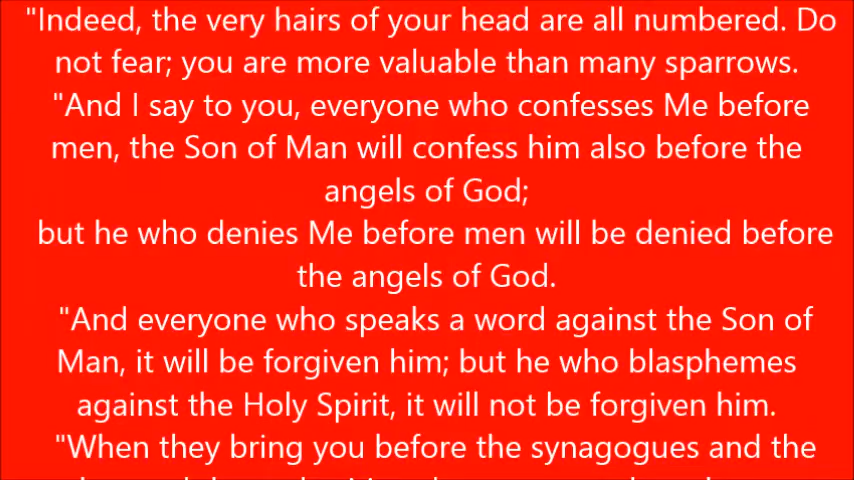 "Indeed, the very hairs of your head are all numbered. Do
not fear; you are more valuable than many sparrows.
"And I say to you, everyone who confesses Me before
men, the Son of Man will confess him also before the
angels of God;
but he who denies Me before men will be denied before
the angels of God.
"And everyone who speaks a word against the Son of
Man, it will be forgiven him; but he who blasphemes
against the Holy Spirit, it will not be forgiven him.
"When they bring you before the synagogues and the